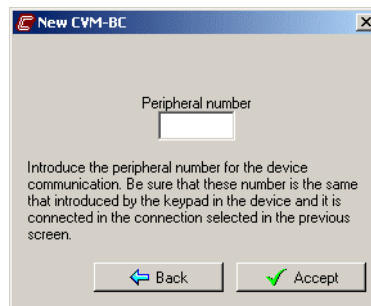 New CVM-BC
Peripheral number
Introduce the peripheral number for the device
communication. Be sure that these number is the same
that introduced by the keypad in the device and it is
connected in the connection selected in the previous
screen.
Back
Accept